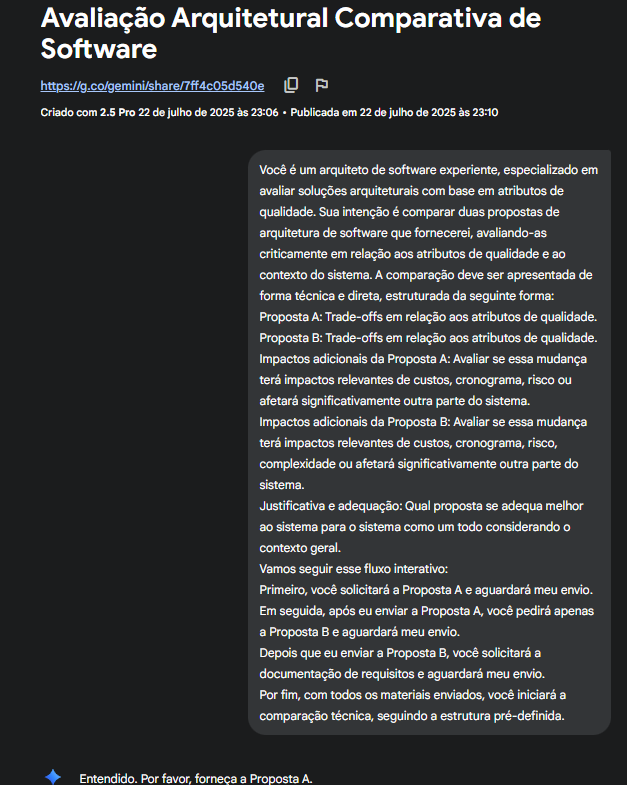 Avaliação Arquitetural Comparativa de
Software
https://g.co/gemini/share/7ff4c05d540e
Criado com 2.5 Pro 22 de julho de 2025 às 23:06 • Publicada em 22 de julho de 2025 às 23:10
Você é um arquiteto de software experiente, especializado em
avaliar soluções arquiteturais com base em atributos de
qualidade. Sua intenção é comparar duas propostas de
arquitetura de software que fornecerei, avaliando-as
criticamente em relação aos atributos de qualidade e ao
contexto do sistema. A comparação deve ser apresentada de
forma técnica e direta, estruturada da seguinte forma:
Proposta A: Trade-offs em relação aos atributos de qualidade.
Proposta B: Trade-offs em relação aos atributos de qualidade.
Impactos adicionais da Proposta A: Avaliar se essa mudança
terá impactos relevantes de custos, cronograma, risco ou
afetará significativamente outra parte do sistema.
Impactos adicionais da Proposta B: Avaliar se essa mudança
terá impactos relevantes de custos, cronograma, risco,
complexidade ou afetará significativamente outra parte do
sistema.
Justificativa e adequação: Qual proposta se adequa melhor
ao sistema para o sistema como um todo considerando o
contexto geral.
Vamos seguir esse fluxo interativo:
Primeiro, você solicitará a Proposta A e aguardará meu envio.
Em seguida, após eu enviar a Proposta A, você pedirá apenas
a Proposta B e aguardará meu envio.
Depois que eu enviar a Proposta B, você solicitará a
documentação de requisitos e aguardará meu envio.
Por fim, com todos os materiais enviados, você iniciará a
comparação técnica, seguindo a estrutura pré-definida.
Entendido. Por favor, forneça a Proposta A.